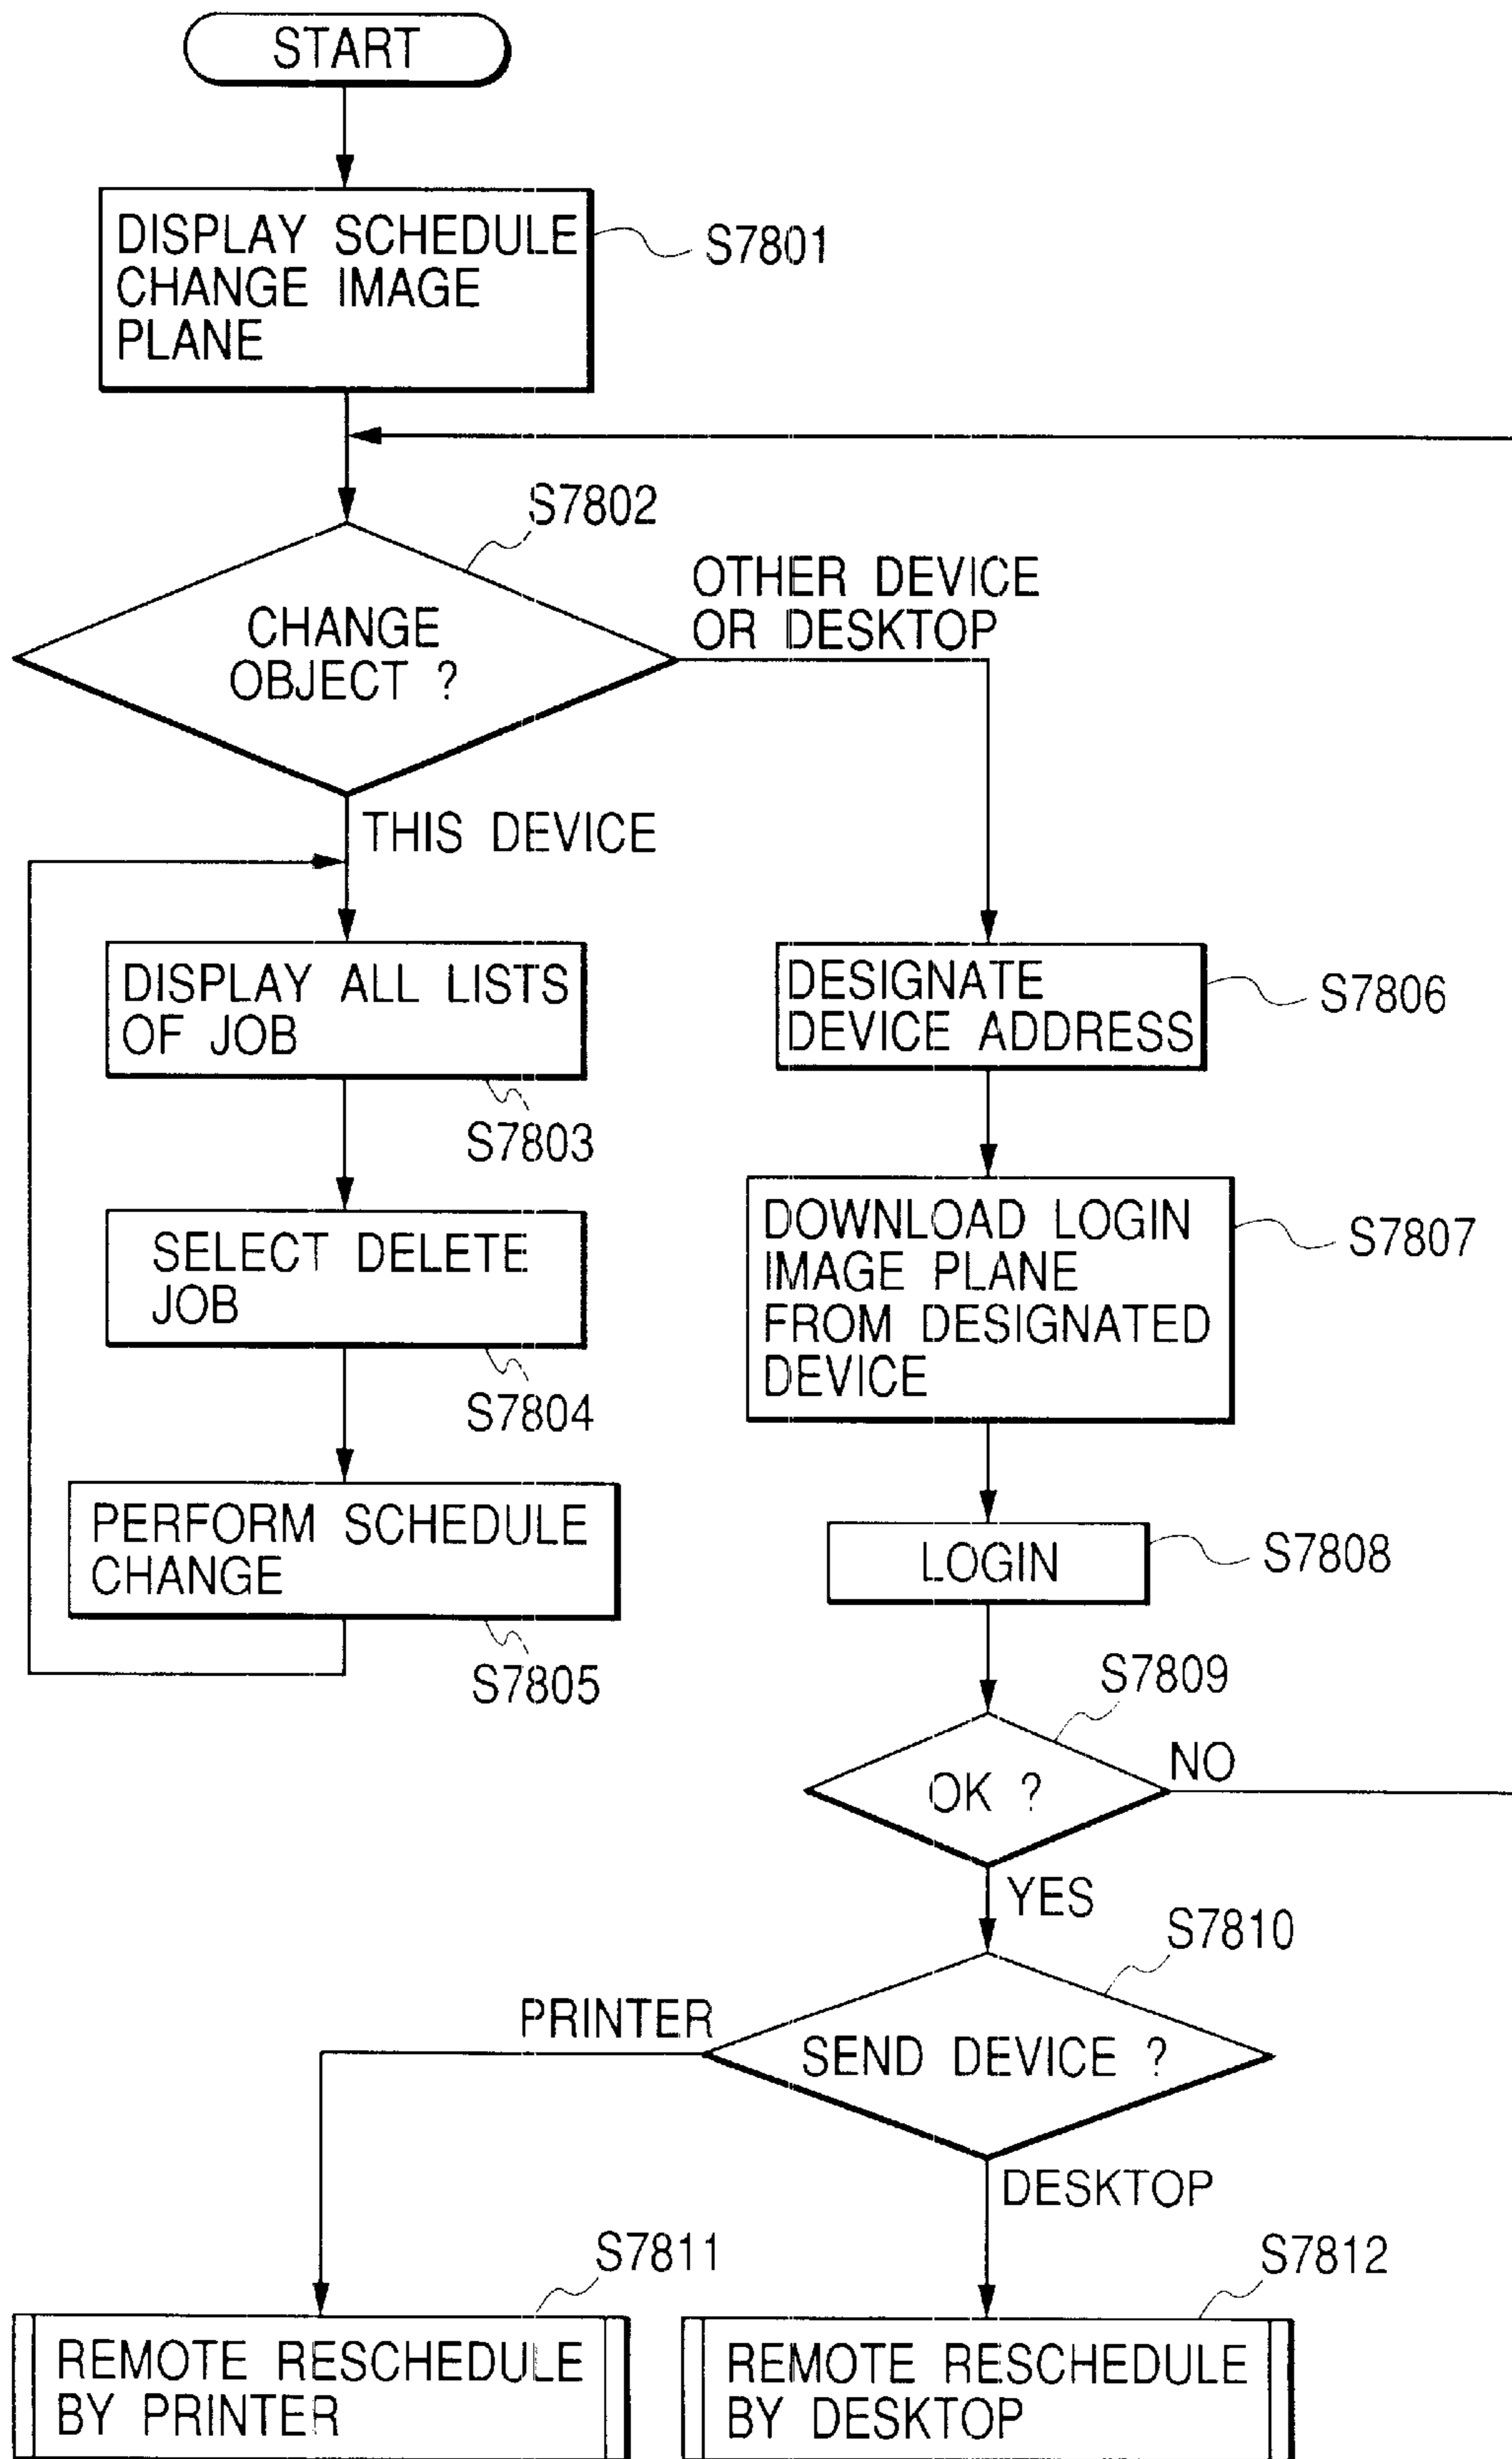 START
DISPLAY SCHEDULE
CHANGE IMAGE
PLANE
S7801
S7802
CHANGE
OBJECT ?
OTHER DEVICE
OR DESKTOP
THIS DEVICE
DISPLAY ALL LISTS
OF JOB
S7803
SELECT DELETE
JOB
S7804
PERFORM SCHEDULE
CHANGE
S7805
DESIGNATE
DEVICE ADDRESS
S7806
DOWNLOAD LOGIN
IMAGE PLANE
FROM DESIGNATED
DEVICE
S7807
LOGIN
S7808
S7809
OK ?
NO
YES
S7810
SEND DEVICE ?
PRINTER
DESKTOP
S7811
REMOTE RESCHEDULE
BY PRINTER
S7812
REMOTE RESCHEDULE
BY DESKTOP